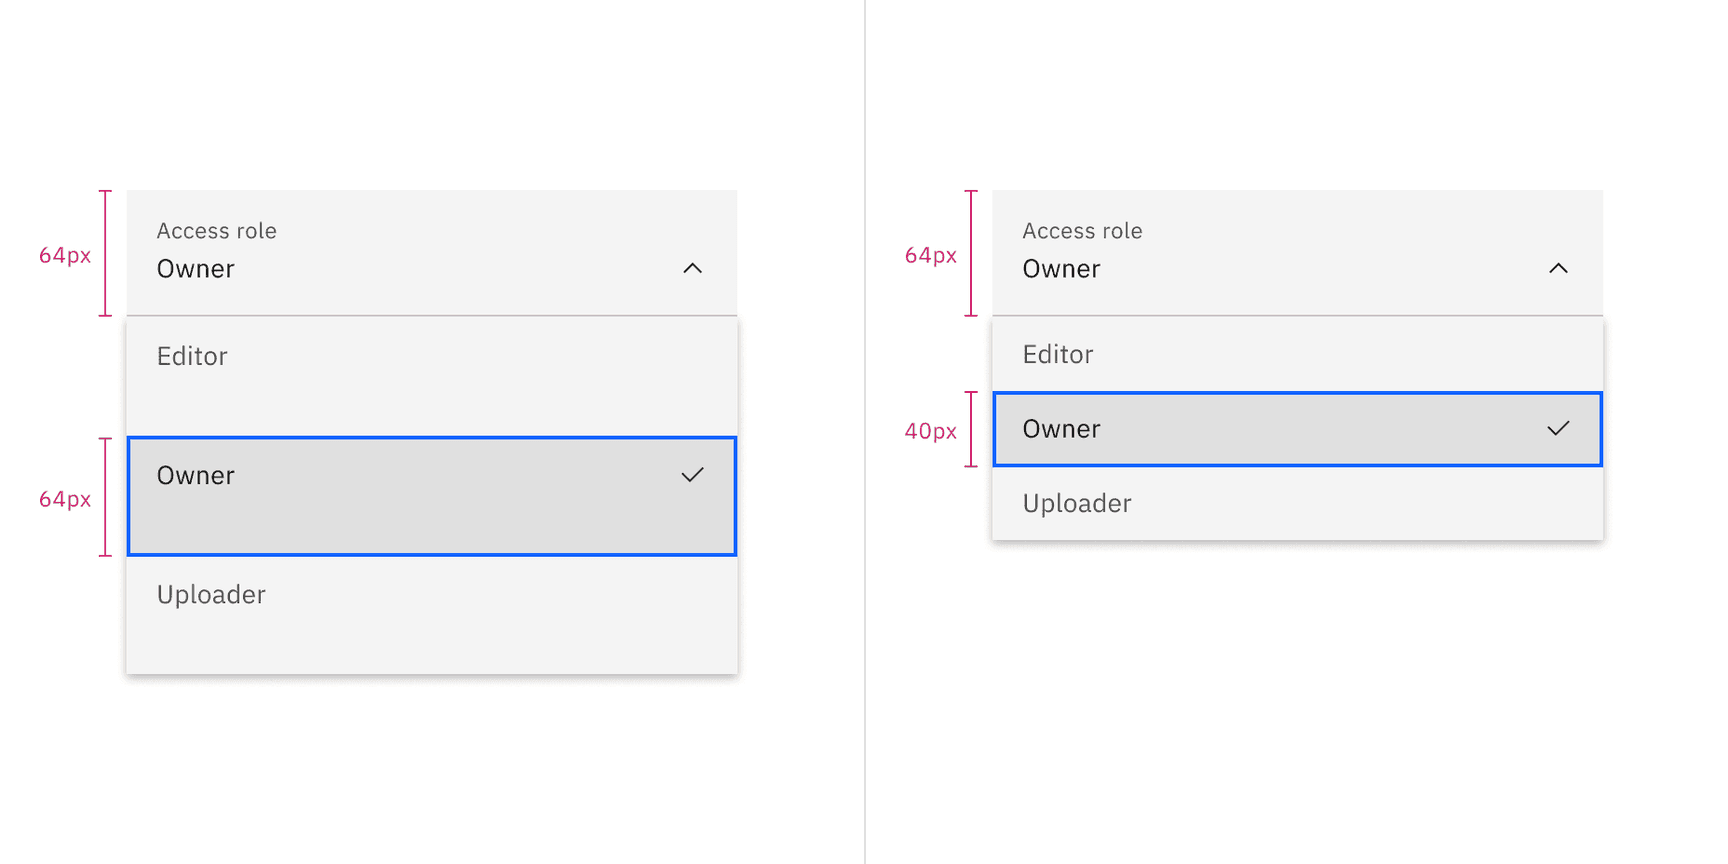 64px
Access role
Owner
Editor
64px
Owner
Uploader
64px
Access role
Owner
Editor
40px
Owner
Uploader